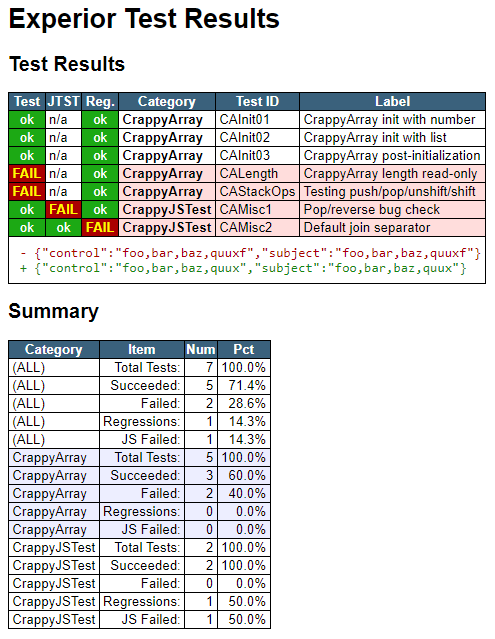 Experior Test Results
Test Results
Test JTST Reg. Category Test ID Label
ok n/a ok CrappyArray CAInit01 CrappyArray init with number
ok n/a ok CrappyArray CAInit02 CrappyArray init with list
ok n/a ok CrappyArray CAInit03 CrappyArray post-initialization
FAIL n/a ok CrappyArray CALength CrappyArray length read-only
FAIL n/a ok CrappyArray CAStackOps Testing push/pop/unshift/shift
ok FAIL ok CrappyJSTest CAMisc1 Pop/reverse bug check
ok ok FAIL CrappyJSTest CAMisc2 Default join separator
- {"control":"foo,bar,baz,quuxf","subject":"foo,bar,baz,quuxf"}
+ {"control":"foo,bar,baz,quux","subject":"foo,bar,baz,quux"}
Summary
Category Item Num Pct
(ALL) Total Tests: 7 100.0%
(ALL) Succeeded: 5 71.4%
(ALL) Failed: 2 28.6%
(ALL) Regressions: 1 14.3%
(ALL) JS Failed: 1 14.3%
CrappyArray Total Tests: 5 100.0%
CrappyArray Succeeded: 3 60.0%
CrappyArray Failed: 2 40.0%
CrappyArray Regressions: 0 0.0%
CrappyArray JS Failed: 0 0.0%
CrappyJSTest Total Tests: 2 100.0%
CrappyJSTest Succeeded: 2 100.0%
CrappyJSTest Failed: 0 0.0%
CrappyJSTest Regressions: 1 50.0%
CrappyJSTest JS Failed: 1 50.0%